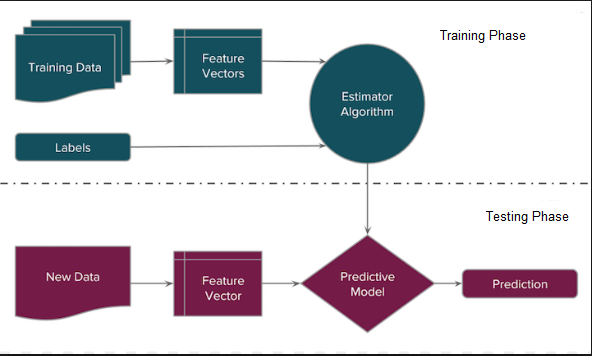 Training Phase
Training Data
Feature
Vectors
Estimator
Algorithm
Labels
Testing Phase
New Data
Feature
Vector
Predictive
Model
Prediction